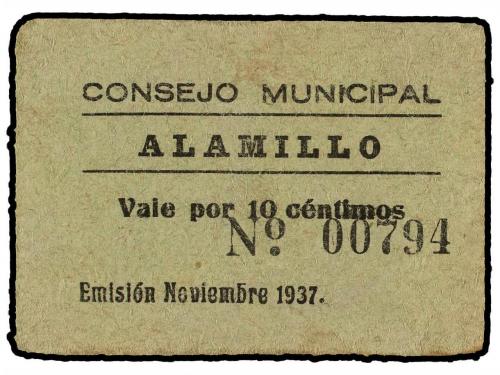 CONSEJO MUNICIPAL
ALAMILLO
Vale por 10 céntimos
Nº 00794
Emisión Noviembre 1937.